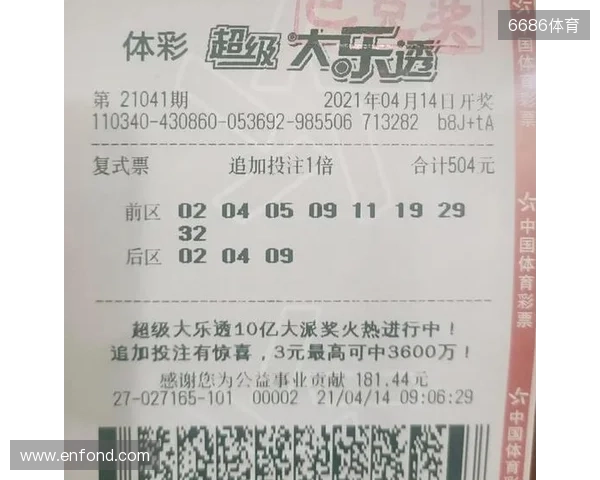 6686体育
已兑奖
体彩 超级大乐透
第 21041期 2021年04月14日开奖
110340-430860-053692-985506 713282 b8J+tA
复式票 追加投注1倍 合计504元
前区 02 04 05 09 11 19 29
32
后区 02 04 09
超级大乐透10亿大派奖火热进行中！
追加投注有惊喜，3元最高可中3600万！
感谢您为公益事业贡献 181.44元
27-027165-101 00002 21/04/14 09:06:29
中国体育彩票
中国体育彩票
www.enfond.com